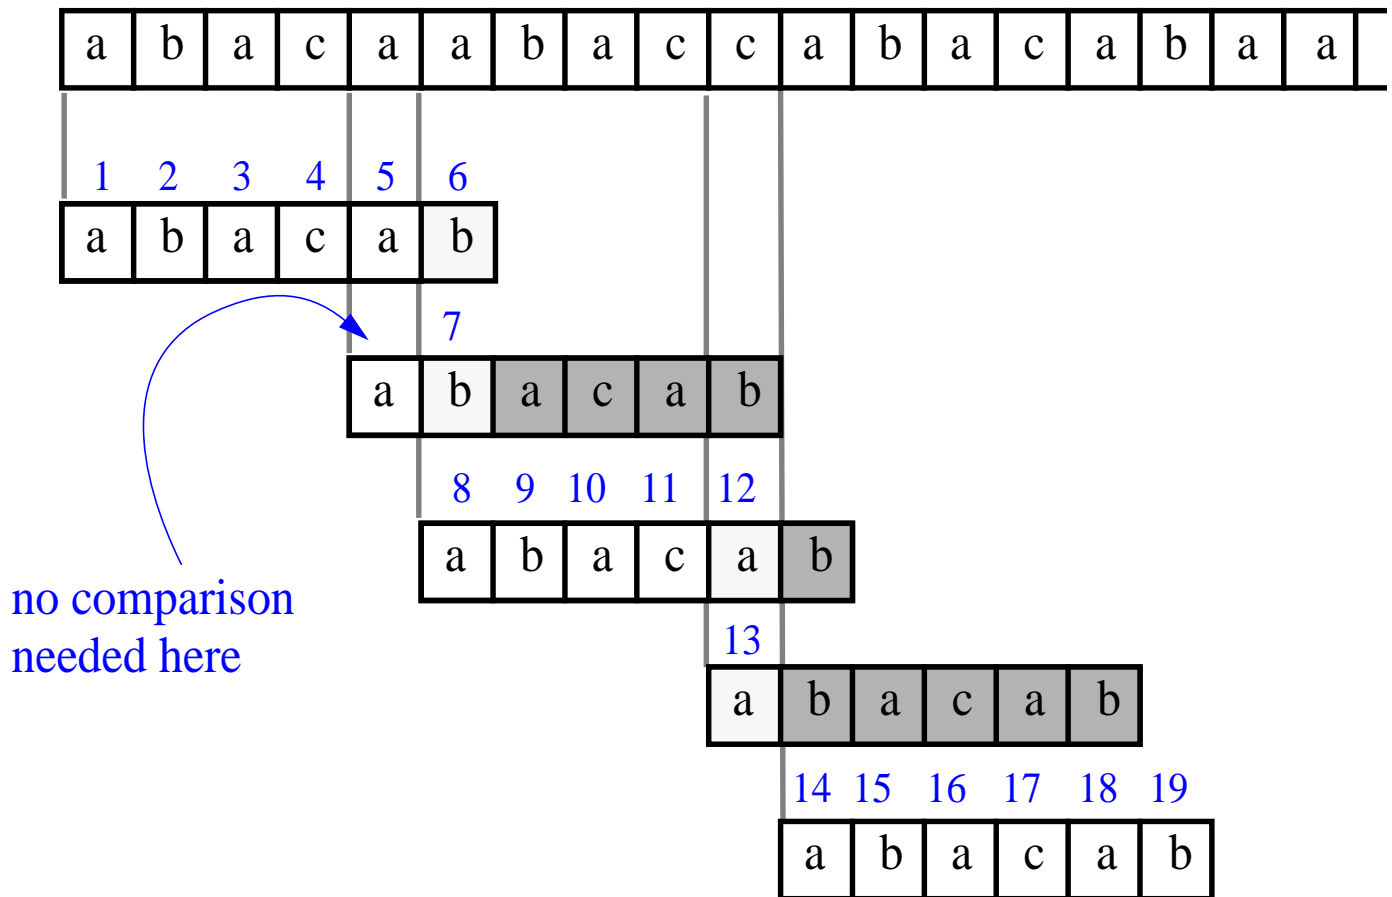 a b a c a a b a c c a b a c a b a a
1 2 3 4 5 6
a b a c a b
7
a b a c a b
8 9 10 11 12
a b a c a b
no comparison
needed here
13
a b a c a b
14 15 16 17 18 19
a b a c a b